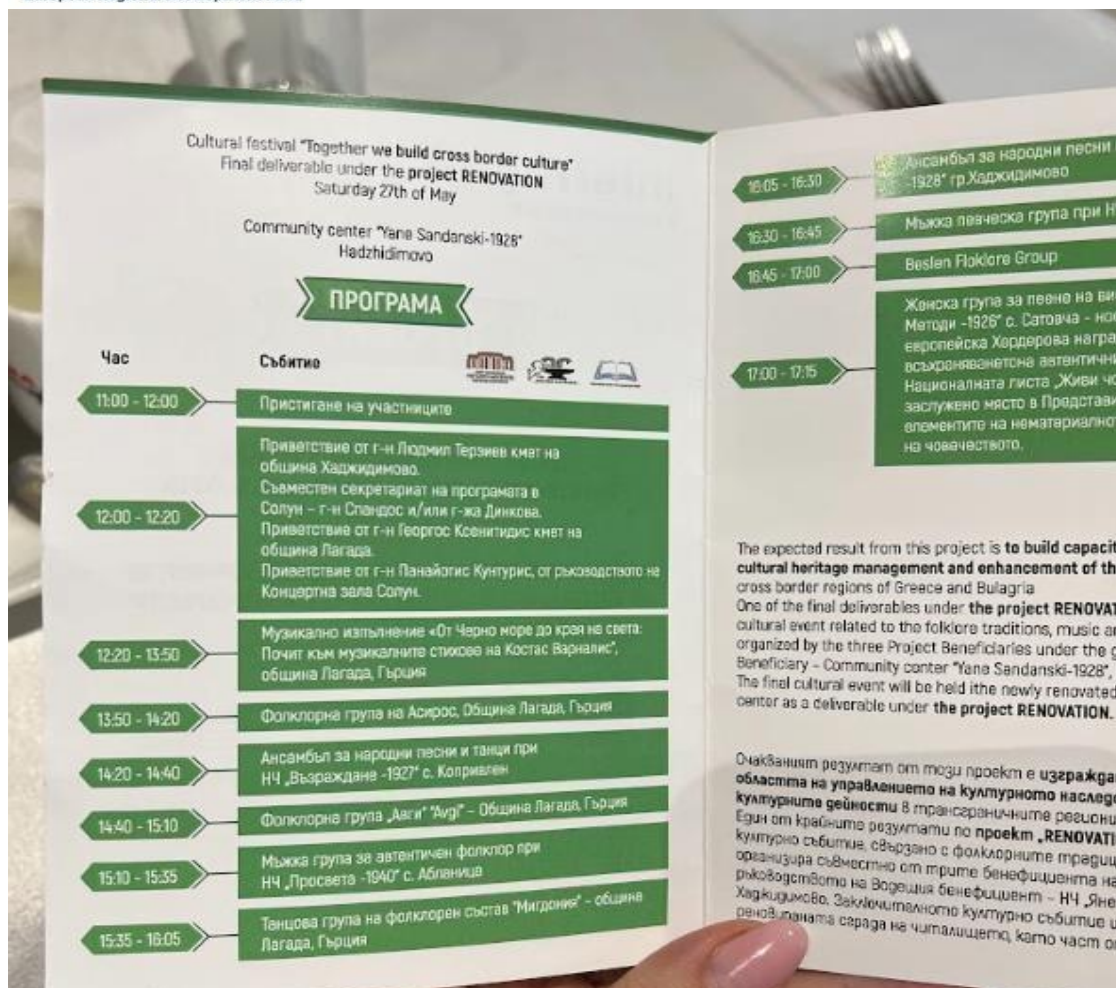 Cultural festival "Together we build cross border culture"
Final deliverable under the project RENOVATION
Saturday 27th of May
Community center "Yane Sandanski-1928"
Hadzhidimovo
ПРОГРАМА
Час
Събитие
11:00 - 12:00
Пристигане на участниците
12:00 - 12:20
Приветствие от г-н Людмил Терзиев кмет на
община Хаджидимово.
Съвместен секретариат на програмата в
Солун – г-н Спандос и/или г-жа Динкова.
Приветствие от г-н Георгос Ксенитидис кмет на
община Лагада.
Приветствие от г-н Панайотис Кунтурис, от ръководството на
Концертна зала Солун.
12:20 - 13:50
Музикално изпълнение «От Черно море до края на света:
Почит към музикалните стихове на Костас Варналис",
община Лагада, Гърция
13:50 - 14:20
Фолклорна група на Асирос, Община Лагада, Гърция
14:20 - 14:40
Ансамбъл за народни песни и танци при
НЧ „Възраждане -1927" с. Копривлен
14:40 - 15:10
Фолклорна група „Авги" "Avgi" – Община Лагада, Гърция
15:10 - 15:35
Мъжка група за автентичен фолклор при
НЧ „Просвета -1940" с. Абланица
15:35 - 16:05
Танцова група на фолклорен състав "Мигдония" – община
Лагада, Гърция
16:05 - 16:30
Ансамбъл за народни песни
-1928" гр.Хаджидимово
16:30 - 16:45
Мъжка певческа група при
16:45 - 17:00
Beslen Floklore Group
17:00 - 17:15
Женска група за пеене на
Методи -1926" с. Сатовча -
европейска Хердерова
всъхраняванетсна
Националната листа „Живи
заслужено място в
елементите на
на човечеството.
The expected result from this project is to build
cultural heritage management and enhancement of
cross border regions of Greece and Bulagria
One of the final deliverables under the project
cultural event related to the folklore traditions, music
organized by the three Project Beneficiaries under the
Beneficiary – Community center "Yane Sandanski-1928",
The final cultural event will be held ithe newly renovated
center as a deliverable under the project RENOVATION.
Очакваният резултат от този проект е
областта на управлението на културното
културните дейности в трансграничните
Един от крайните резултати по проект
културно събитие, свързано с фолклорните
организира съвместно от трите бенефициента
ръководството на Водещия бенефициент – НЧ
Хаджидимово. Заключителното културно събитие
реновираната сграда на читалището, като част